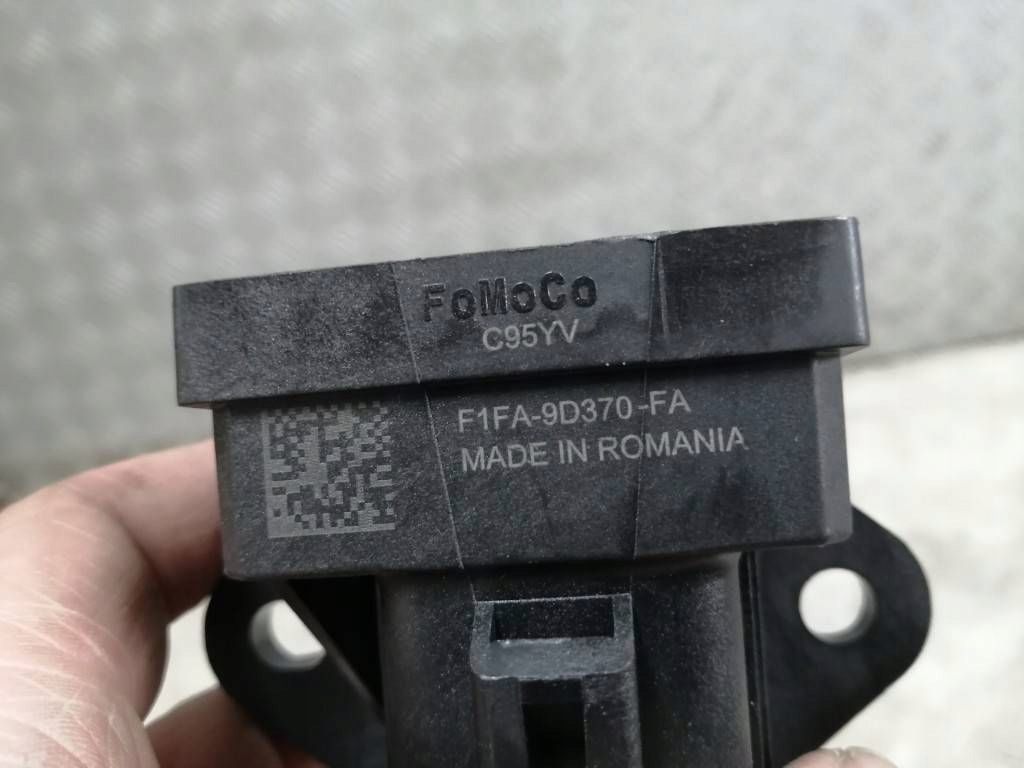 FoMoCo
C95YV
F1FA-9D370-FA
MADE IN ROMANIA